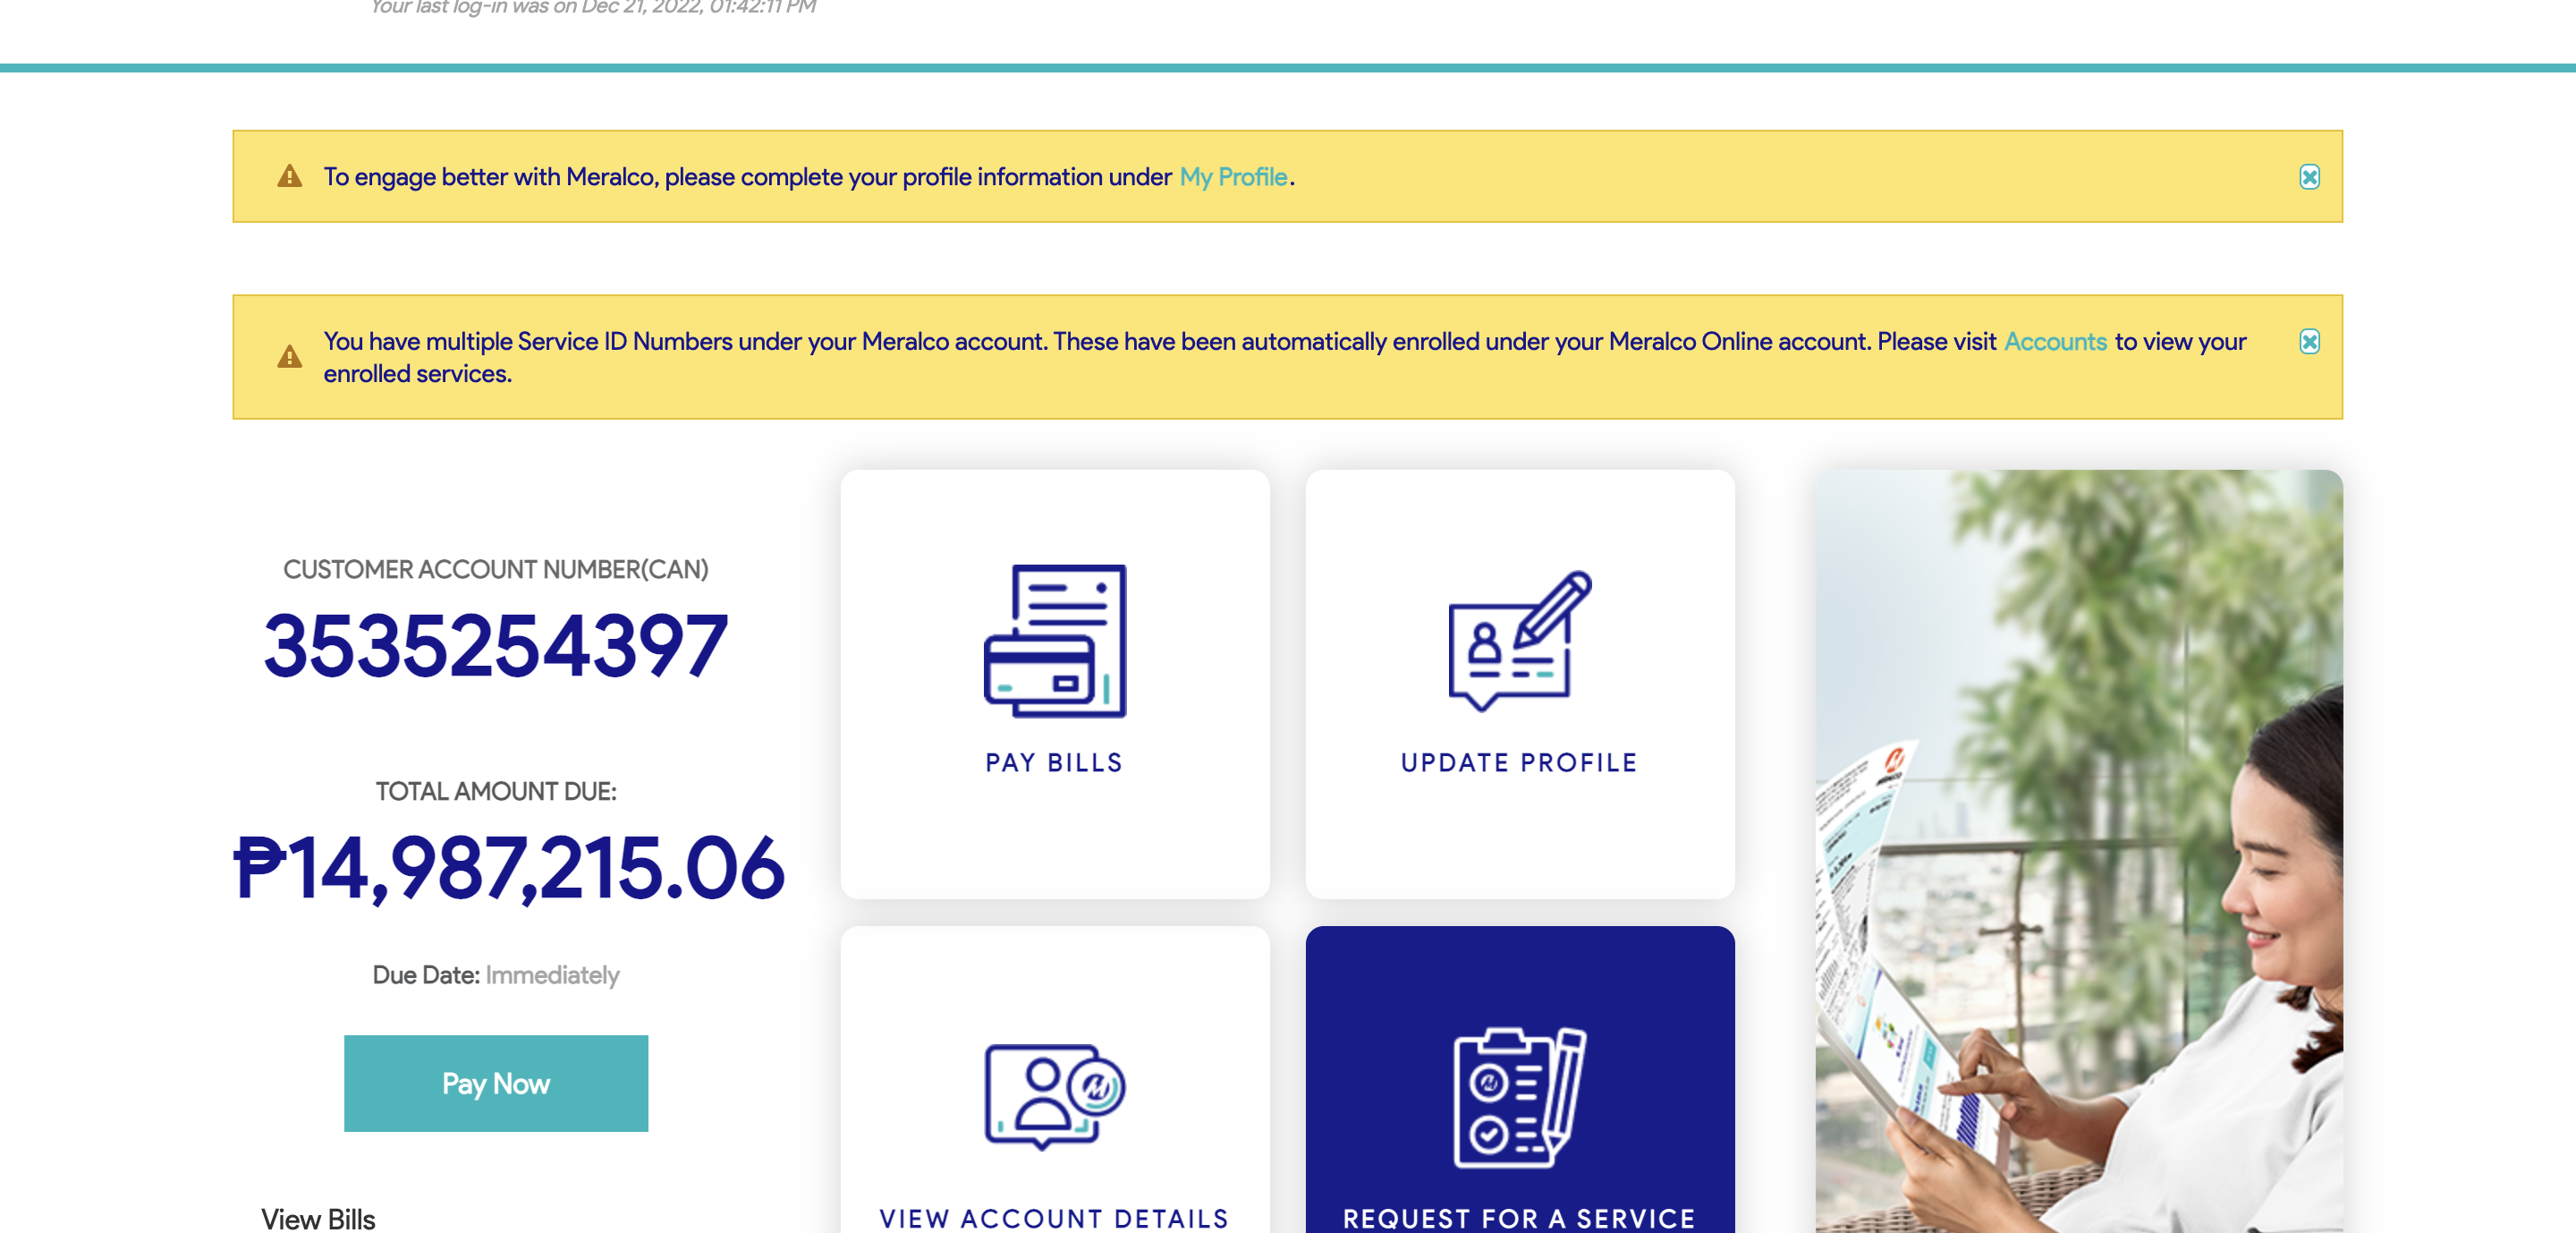 Your last log-in was on Dec 21, 2022, 01:42:11 PM
To engage better with Meralco, please complete your profile information under My Profile.
You have multiple Service ID Numbers under your Meralco account. These have been automatically enrolled under your Meralco Online account. Please visit Accounts to view your
enrolled services.
CUSTOMER ACCOUNT NUMBER(CAN)
3535254397
TOTAL AMOUNT DUE:
₱14,987,215.06
Due Date: Immediately
Pay Now
View Bills
PAY BILLS
UPDATE PROFILE
VIEW ACCOUNT DETAILS
REQUEST FOR A SERVICE